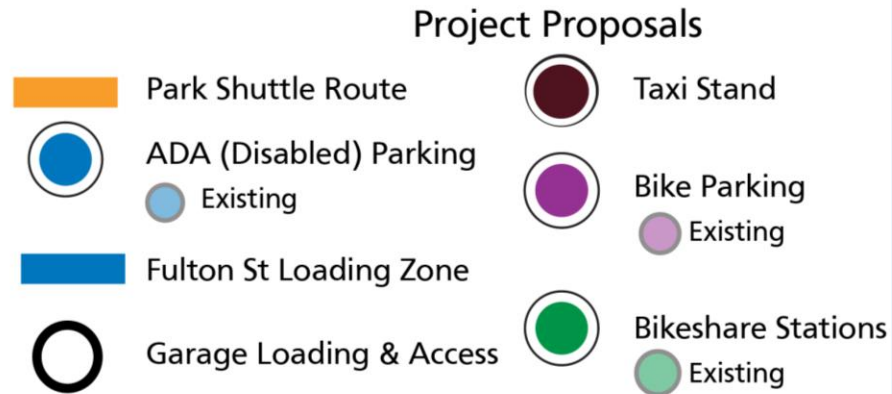 Project Proposals
Park Shuttle Route
ADA (Disabled) Parking
Existing
Fulton St Loading Zone
Garage Loading & Access
Taxi Stand
Bike Parking
Existing
Bikeshare Stations
Existing